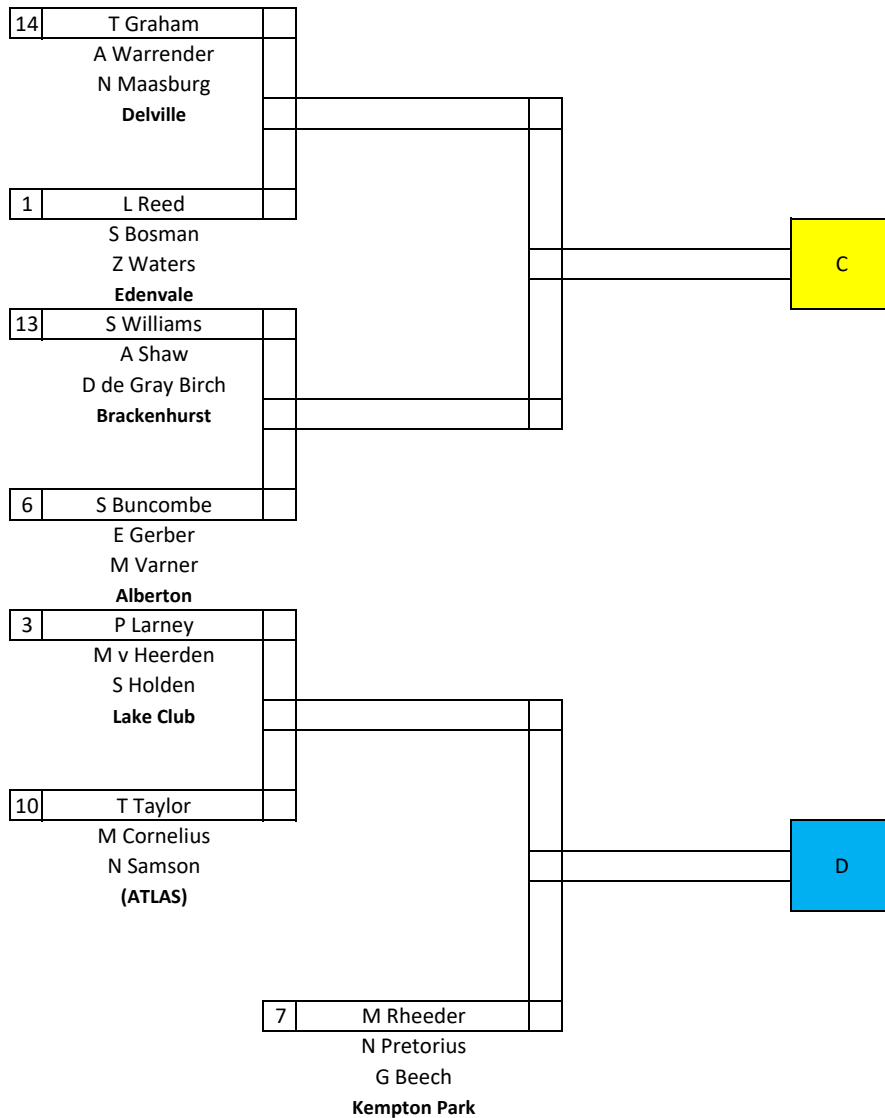 14 T Graham
A Warrender
N Maasburg
Delville
1 L Reed
S Bosman
Z Waters
Edenvale
C
13 S Williams
A Shaw
D de Gray Birch
Brackenhurst
6 S Buncombe
E Gerber
M Varner
Alberton
3 P Larney
M v Heerden
S Holden
Lake Club
10 T Taylor
M Cornelius
N Samson
(ATLAS)
D
7 M Rheeder
N Pretorius
G Beech
Kempton Park